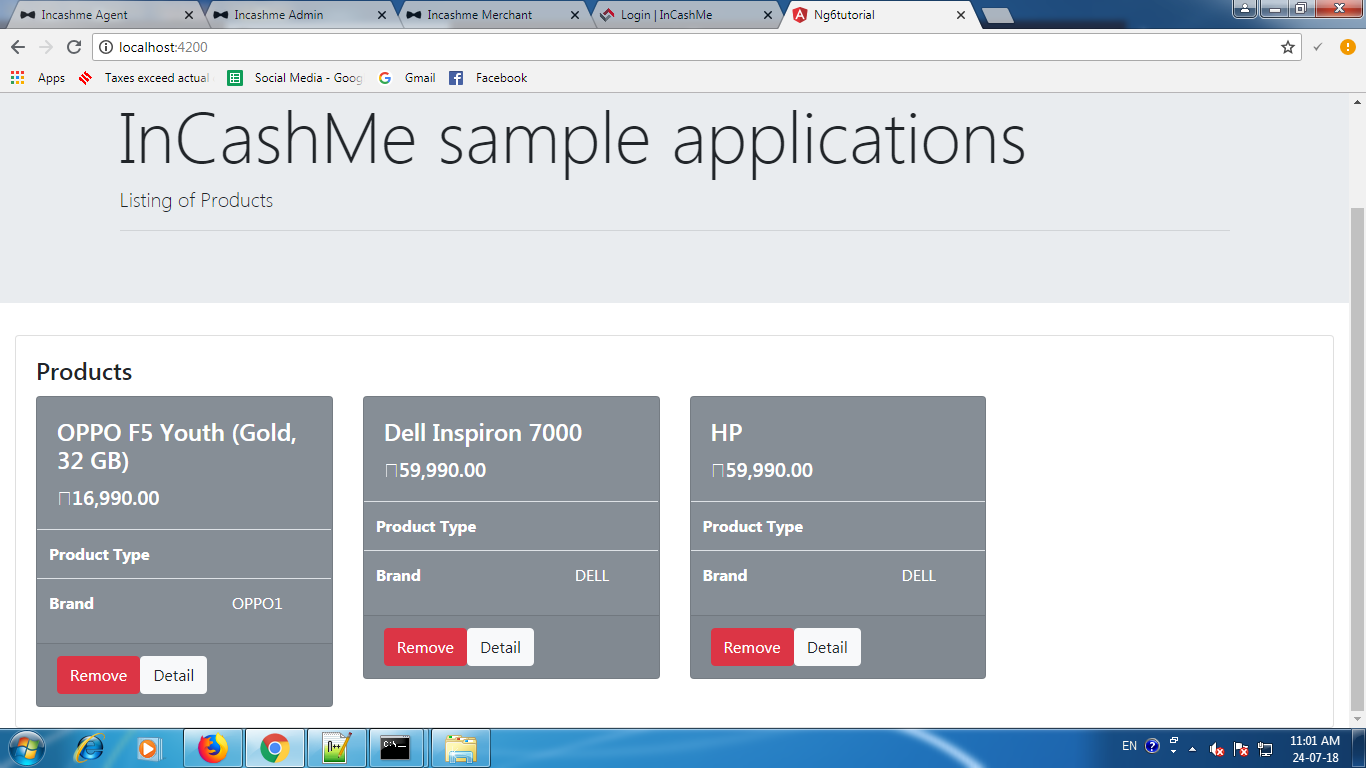 Incashme Agent
Incashme Admin
Incashme Merchant
Login | InCashMe
Ng6tutorial
localhost:4200
Apps
Taxes exceed actual
Social Media - Goog
Gmail
Facebook
InCashMe sample applications
Listing of Products
Products
OPPO F5 Youth (Gold,
32 GB)
16,990.00
Product Type
Brand OPPO1
Remove Detail
Dell Inspiron 7000
59,990.00
Product Type
Brand DELL
Remove Detail
HP
59,990.00
Product Type
Brand DELL
Remove Detail
EN
11:01 AM
24-07-18